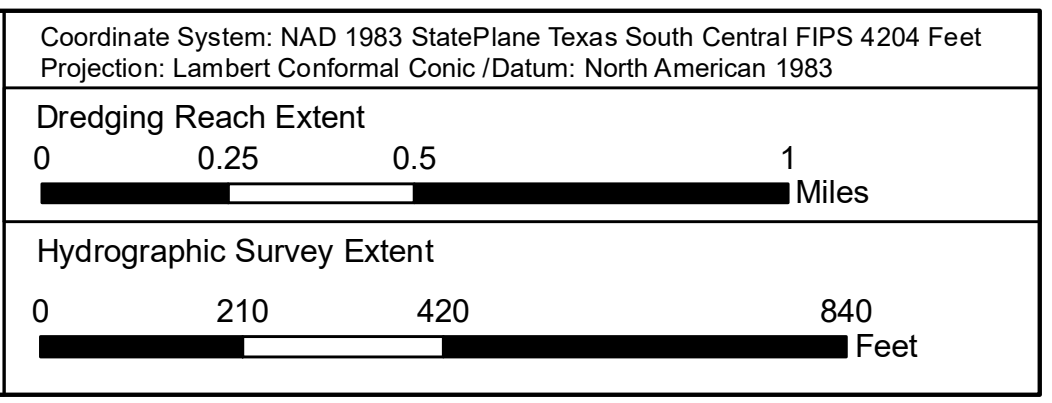 Coordinate System: NAD 1983 StatePlane Texas South Central FIPS 4204 Feet
Projection: Lambert Conformal Conic /Datum: North American 1983
Dredging Reach Extent
0 0.25 0.5 1
Miles
Hydrographic Survey Extent
0 210 420 840
Feet